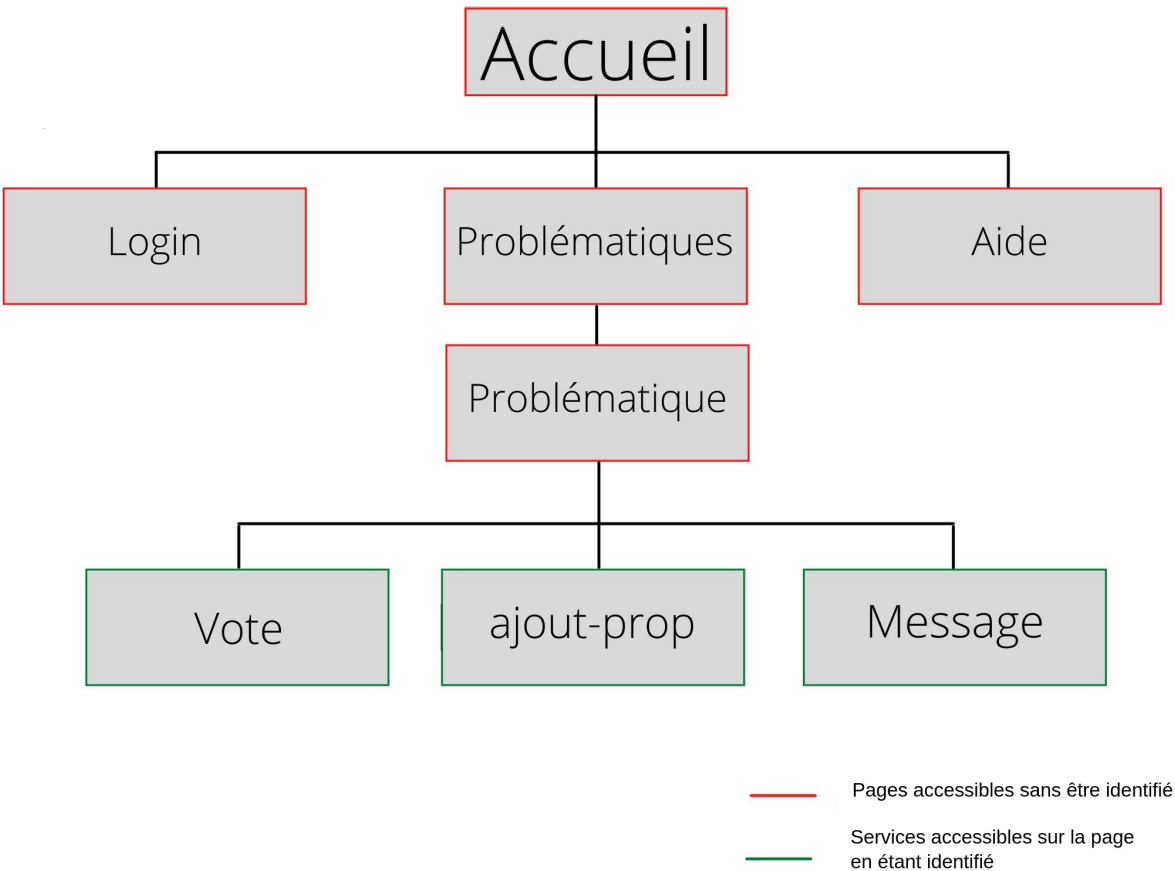 Accueil
Login
Problématiques
Aide
Problématique
Vote
ajout-prop
Message
Pages accessibles sans être identifié
Services accessibles sur la page
en étant identifié